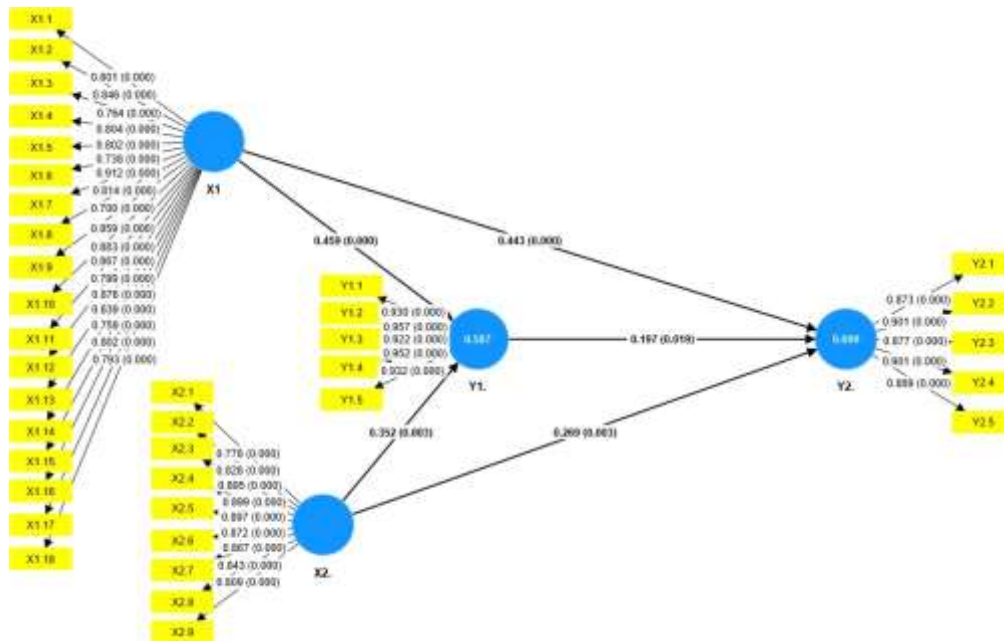 X1.1
X1.2
X1.3
X1.4
X1.5
X1.6
X1.7
X1.8
X1.9
X1.10
X1.11
X1.12
X1.13
X1.14
X1.15
X1.16
X1.17
X1.18
0.801 (0.000)
0.846 (0.000)
0.764 (0.000)
0.804 (0.000)
0.802 (0.000)
0.736 (0.000)
0.912 (0.000)
0.814 (0.000)
0.700 (0.000)
0.859 (0.000)
0.883 (0.000)
0.867 (0.000)
0.795 (0.000)
0.876 (0.000)
0.639 (0.000)
0.759 (0.000)
0.802 (0.000)
0.793 (0.000)
X1
0.459 (0.000)
0.443 (0.000)
Y1.1
Y1.2
Y1.3
Y1.4
Y1.5
0.930 (0.000)
0.957 (0.000)
0.922 (0.000)
0.952 (0.000)
0.932 (0.000)
Y1.
0.197 (0.019)
Y2.
0.873 (0.000)
0.901 (0.000)
0.877 (0.000)
0.901 (0.000)
0.889 (0.000)
Y2.1
Y2.2
Y2.3
Y2.4
Y2.5
0.352 (0.003)
0.269 (0.003)
X2.1
X2.2
X2.3
X2.4
X2.5
X2.6
X2.7
X2.8
X2.9
0.828 (0.000)
0.895 (0.000)
0.899 (0.000)
0.897 (0.000)
0.872 (0.000)
0.867 (0.000)
0.843 (0.000)
0.809 (0.000)
X2.